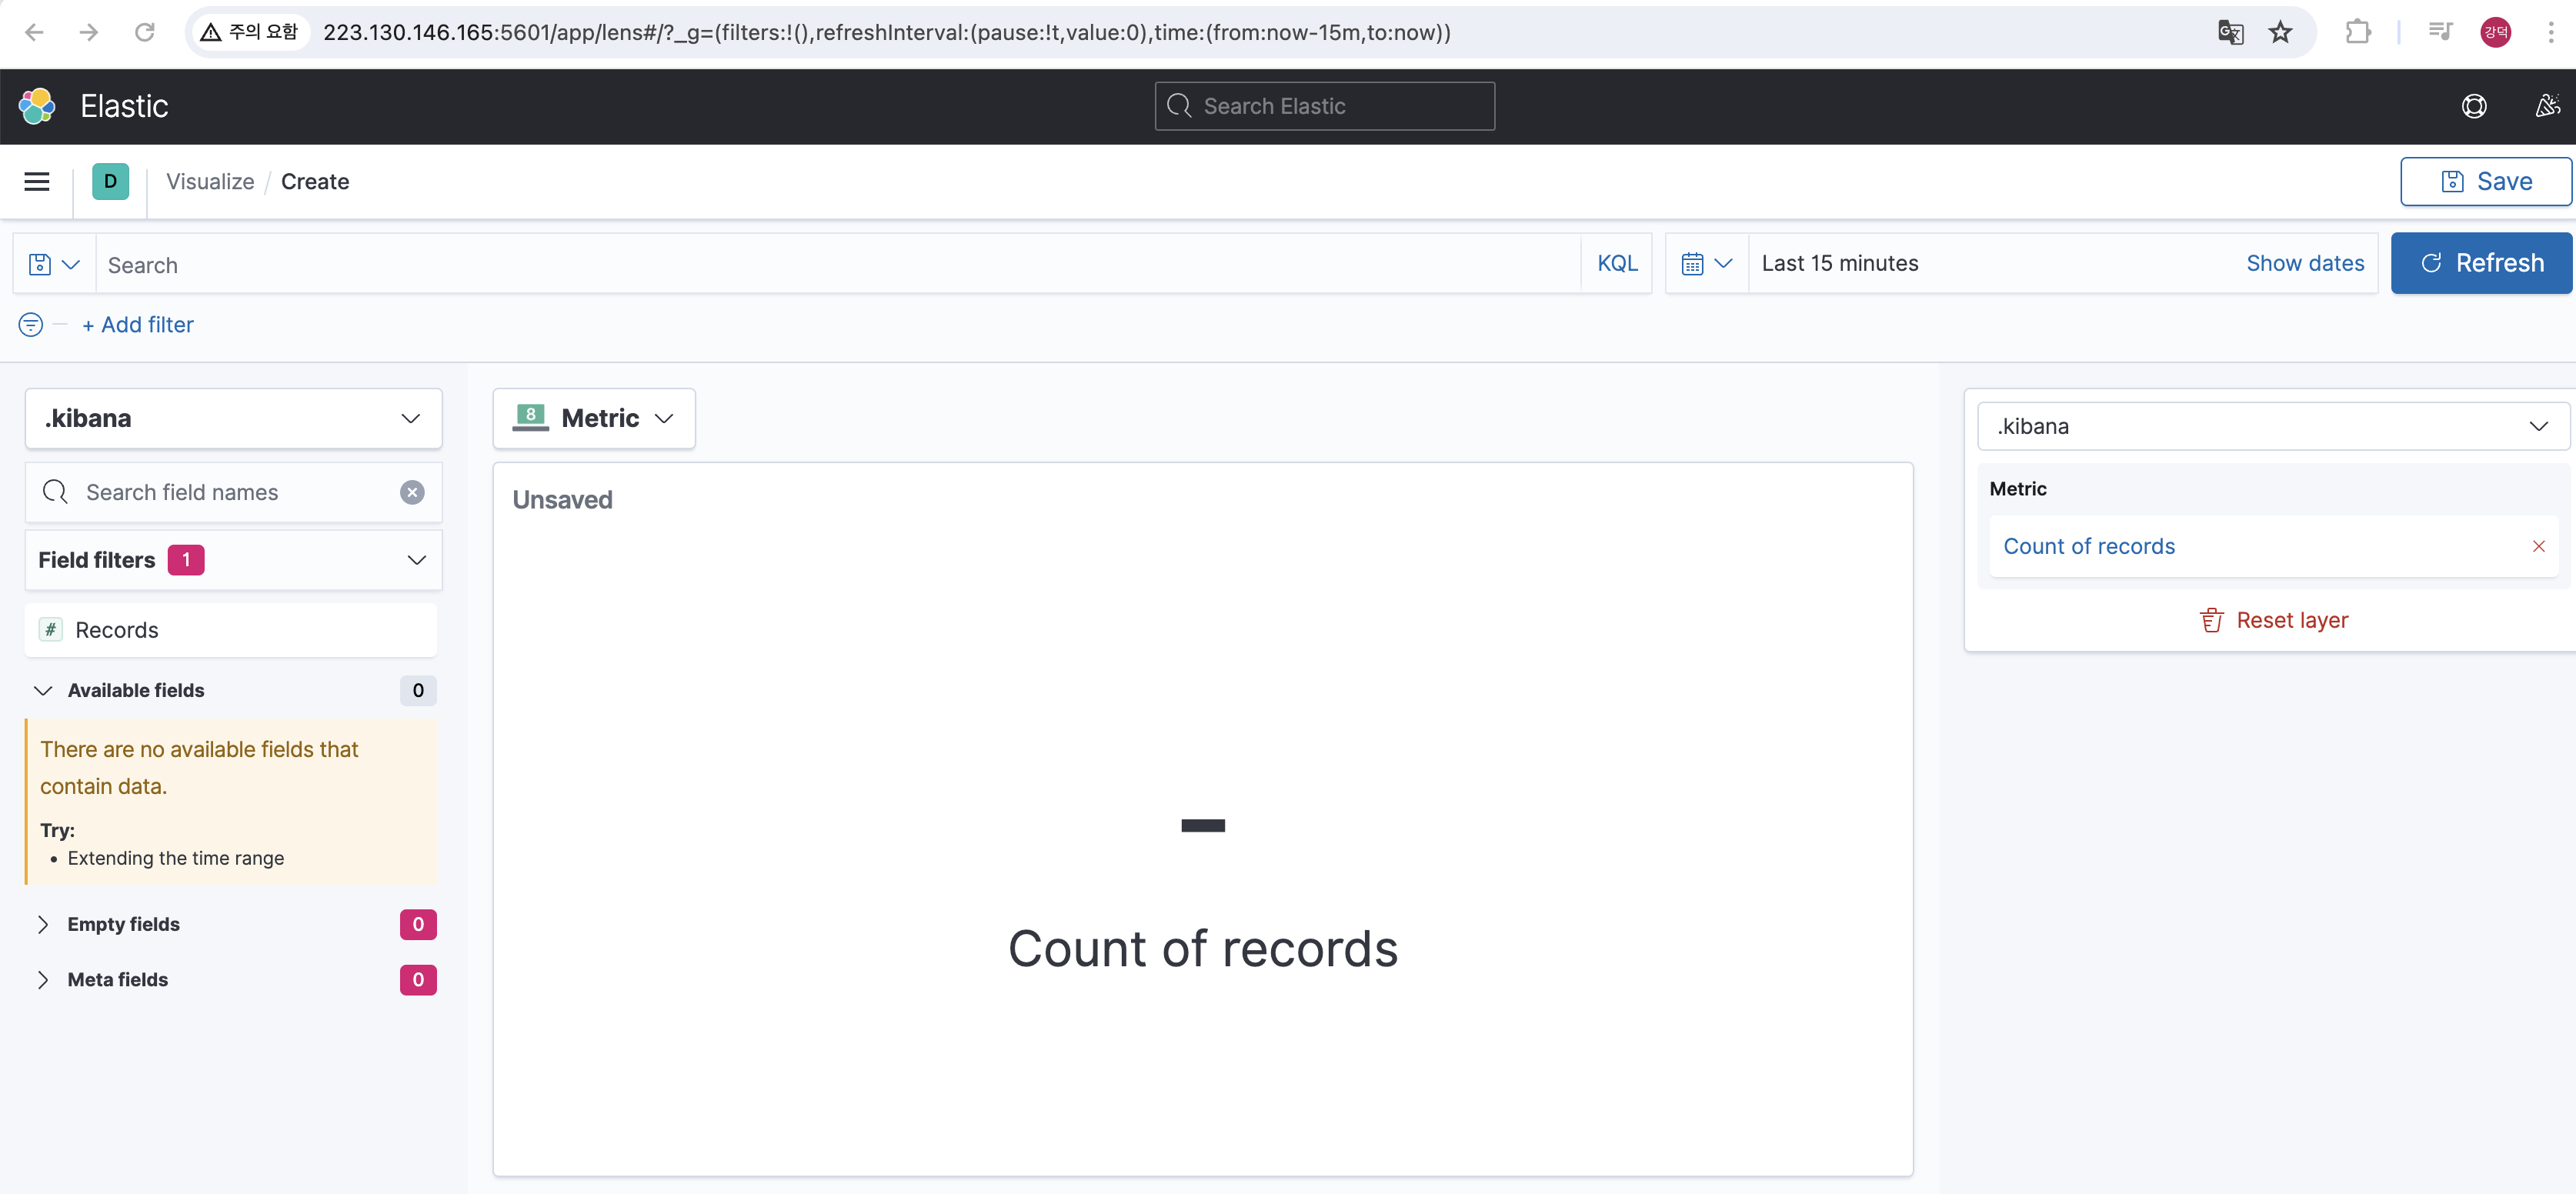 주의 요함
223.130.146.165:5601/app/lens#/?_g=(filters:!(),refreshInterval:(pause:!t,value:0),time:(from:now-15m,to:now))
강덕
Elastic
Search Elastic
D
Visualize / Create
Save
Search
KQL
Last 15 minutes
Show dates
Refresh
+ Add filter
.kibana
Search field names
Field filters 1
# Records
Available fields 0
There are no available fields that
contain data.
Try:
• Extending the time range
Empty fields 0
Meta fields 0
8 Metric
Unsaved
-
Count of records
.kibana
Metric
Count of records
Reset layer